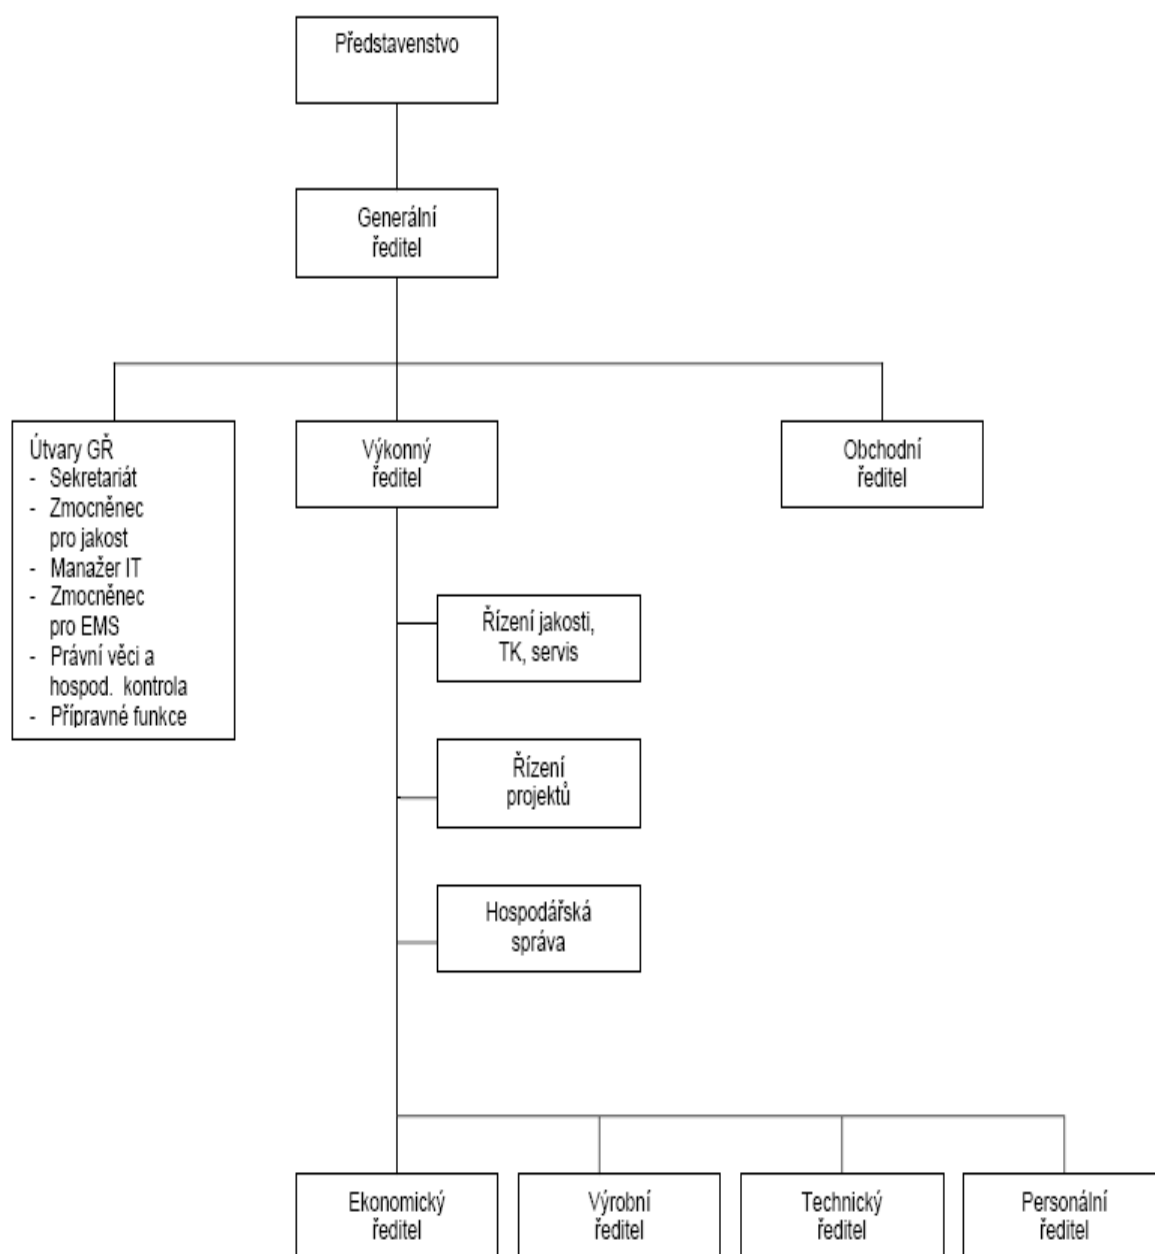 Představenstvo
Generální
ředitel
Útvary GŘ
- Sekretariát
- Zmocněnec
pro jakost
- Manažer IT
- Zmocněnec
pro EMS
- Právní věci a
hospod. kontrola
- Přípravné funkce
Výkonný
ředitel
Obchodní
ředitel
Řízení jakosti,
TK, servis
Řízení
projektů
Hospodářská
správa
Ekonomický
ředitel
Výrobní
ředitel
Technický
ředitel
Personální
ředitel